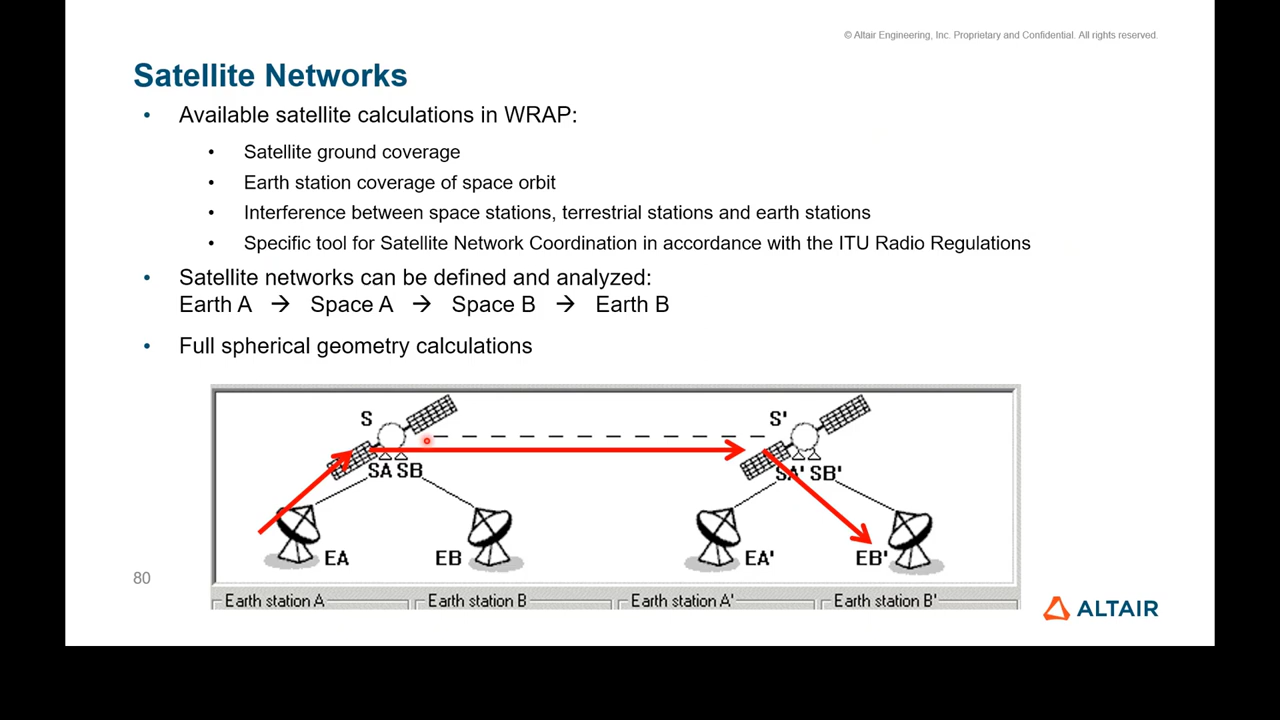 © Altair Engineering, Inc. Proprietary and Confidential. All rights reserved.
Satellite Networks
• Available satellite calculations in WRAP:
• Satellite ground coverage
• Earth station coverage of space orbit
• Interference between space stations, terrestrial stations and earth stations
• Specific tool for Satellite Network Coordination in accordance with the ITU Radio Regulations
• Satellite networks can be defined and analyzed:
Earth A → Space A → Space B → Earth B
• Full spherical geometry calculations
S S'
SA SB SA' SB'
EA EB EA' EB'
Earth station A Earth station B Earth station A' Earth station B'
80
ALTAIR